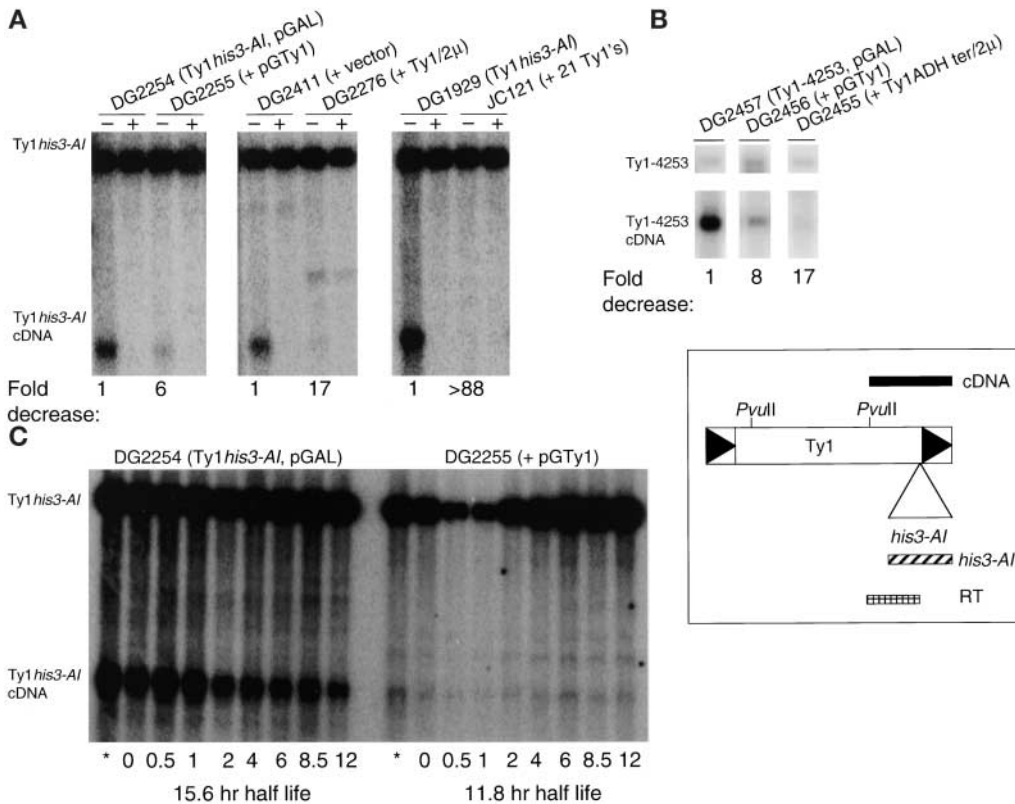 A
DG2254 (Ty1his3-AI, pGAL)
DG2255 (+ pGTy1)
DG2411 (+ vector)
DG2276 (+ Ty1/2μ)
DG1929 (Ty1his3-AI)
JC121 (+ 21 Ty1's)
− + − + − + − + − + − +
Ty1his3-AI
Ty1his3-AI
cDNA
Fold
decrease:
1 6 1 17 1 >88
B
DG2457 (Ty1-4253, pGAL)
DG2456 (+ pGTy1)
DG2455 (+ Ty1ADH ter/2μ)
Ty1-4253
Ty1-4253
cDNA
Fold
decrease:
1 8 17
cDNA
PvuII PvuII
Ty1
his3-AI
his3-AI
RT
C
DG2254 (Ty1his3-AI, pGAL) DG2255 (+ pGTy1)
Ty1his3-AI
Ty1his3-AI
cDNA
* 0 0.5 1 2 4 6 8.5 12 * 0 0.5 1 2 4 6 8.5 12
15.6 hr half life 11.8 hr half life